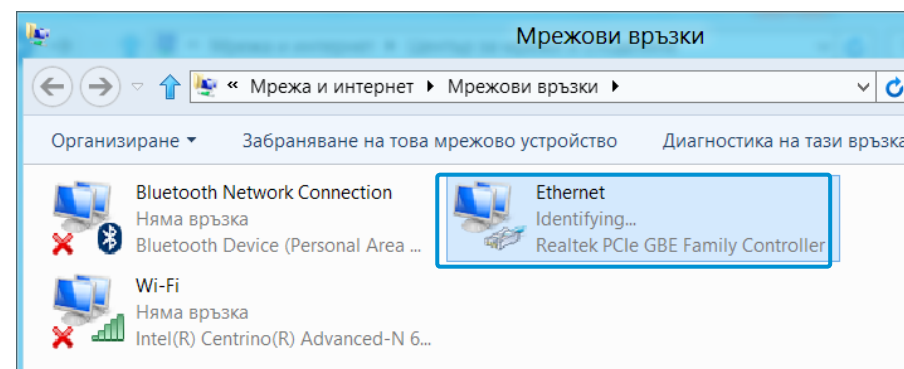 Мрежови връзки
« Мрежа и интернет Мрежови връзки
Организиране Забраняване на това мрежово устройство Диагностика на тази връзка
Bluetooth Network Connection
Няма връзка
Bluetooth Device (Personal Area ...
Ethernet
Identifying...
Realtek PCIe GBE Family Controller
Wi-Fi
Няма връзка
Intel(R) Centrino(R) Advanced-N 6...